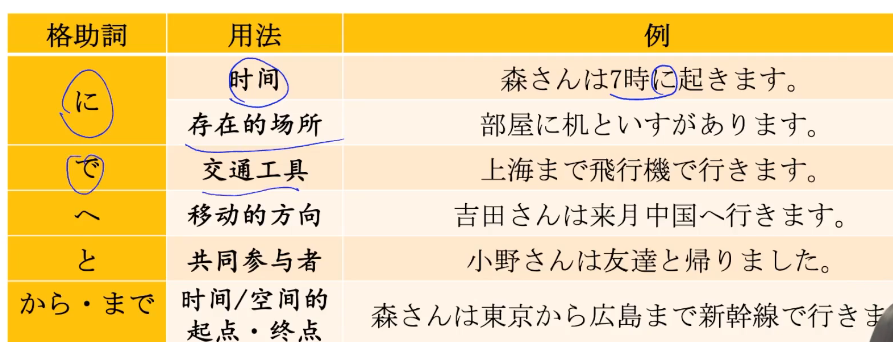 格助詞 用法 例
に 时间 森さんは7時に起きます。
存在的场所 部屋に机といすがあります。
で 交通工具 上海まで飛行機で行きます。
へ 移动的方向 吉田さんは来月中国へ行きます。
と 共同参与者 小野さんは友達と帰りました。
から・まで 时间/空间的
起点・终点 森さんは東京から広島まで新幹線で行きま